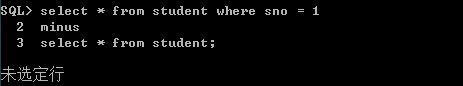 SQL> select * from student where sno = 1
2 minus
3 select * from student;
未选定行